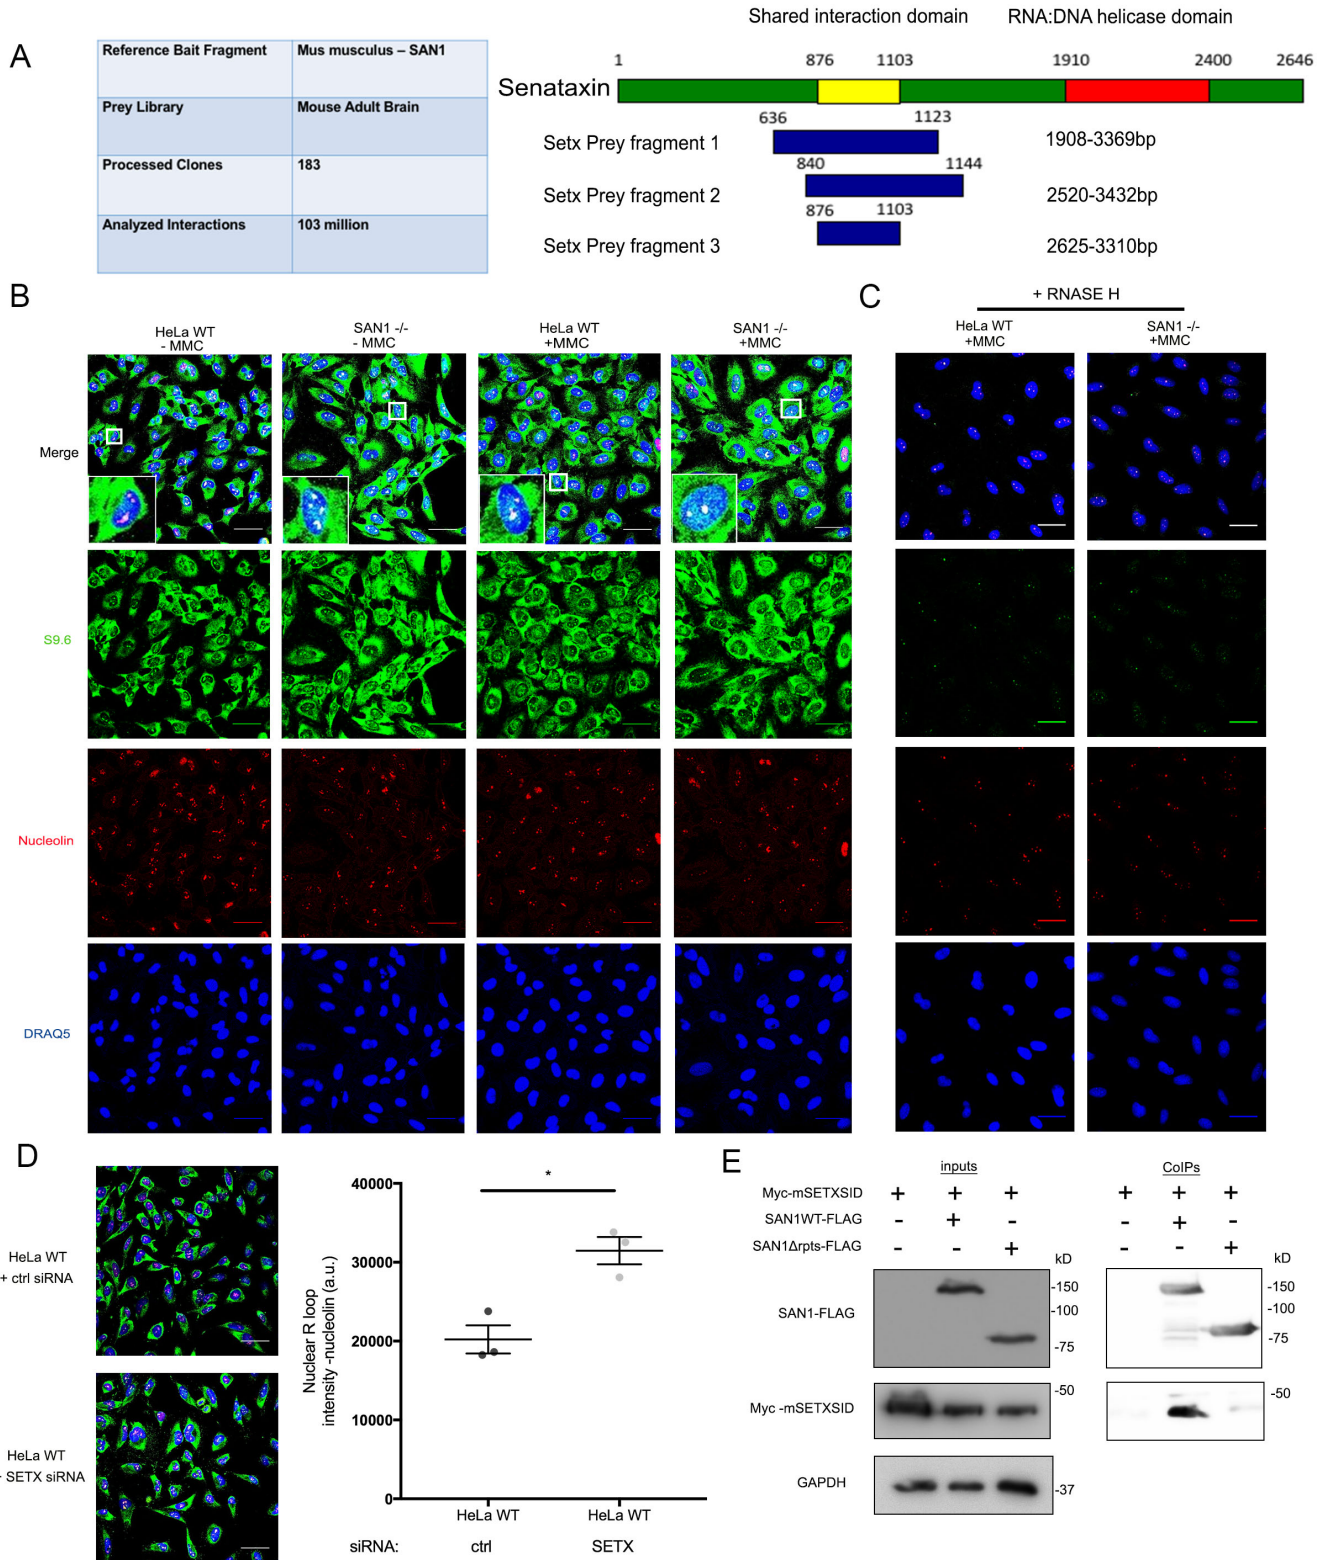 A
Reference Bait Fragment Mus musculus – SAN1
Prey Library Mouse Adult Brain
Processed Clones 183
Analyzed Interactions 103 million
Shared interaction domain RNA:DNA helicase domain
1 876 1103 1910 2400 2646
Senataxin
636 1123
Setx Prey fragment 1 1908-3369bp
840 1144
Setx Prey fragment 2 2520-3432bp
876 1103
Setx Prey fragment 3 2625-3310bp
B
HeLa WT
- MMC
SAN1 -/-
- MMC
HeLa WT
+MMC
SAN1 -/-
+MMC
Merge
S9.6
Nucleolin
DRAQ5
C
+ RNASE H
HeLa WT
+MMC
SAN1 -/-
+MMC
D
HeLa WT
+ ctrl siRNA
HeLa WT
+ SETX siRNA
Nuclear R loop
intensity -nucleolin (a.u.)
*
40000
30000
20000
10000
0
HeLa WT HeLa WT
siRNA: ctrl SETX
E
inputs CoIPs
Myc-mSETXSID + + + + + +
SAN1WT-FLAG - + - - + -
SAN1Δrpts-FLAG - - + - - +
kD kD
SAN1-FLAG
-150 -150
-100 -100
-75 -75
Myc -mSETXSID
-50 -50
GAPDH
-37